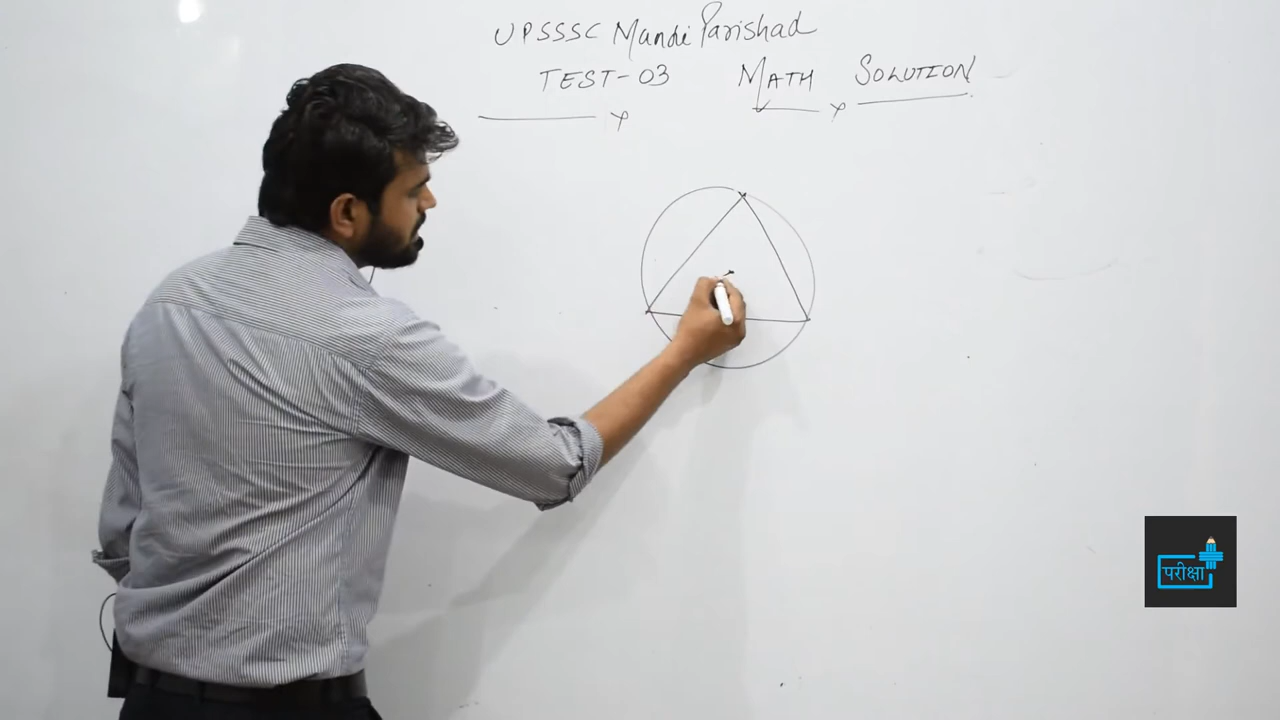 UPSSSC Mandi Parishad
TEST-03 MATH SOLUTION
परीक्षा